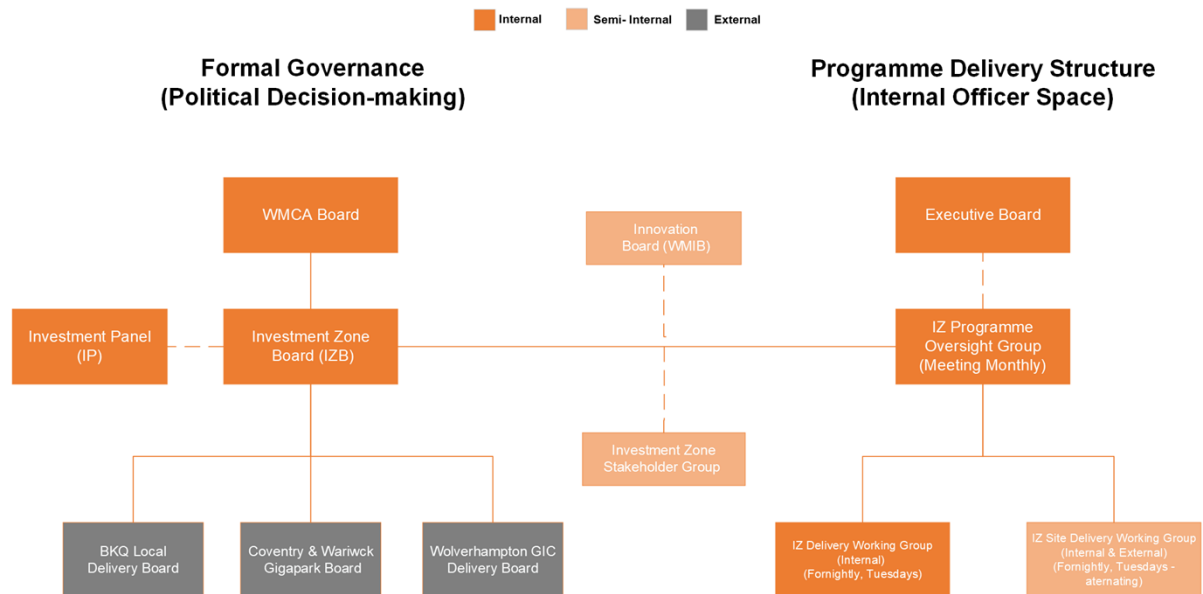 Internal
Semi- Internal
External
Formal Governance
(Political Decision-making)
Programme Delivery Structure
(Internal Officer Space)
WMCA Board
Innovation
Board (WMIB)
Executive Board
Investment Panel
(IP)
Investment Zone
Board (IZB)
IZ Programme
Oversight Group
(Meeting Monthly)
Investment Zone
Stakeholder Group
BKQ Local
Delivery Board
Coventry & Wariwck
Gigapark Board
Wolverhampton GIC
Delivery Board
IZ Delivery Working Group
(Internal)
(Fornightly, Tuesdays)
IZ Site Delivery Working Group
(Internal & External)
(Fornightly, Tuesdays -
aternating)